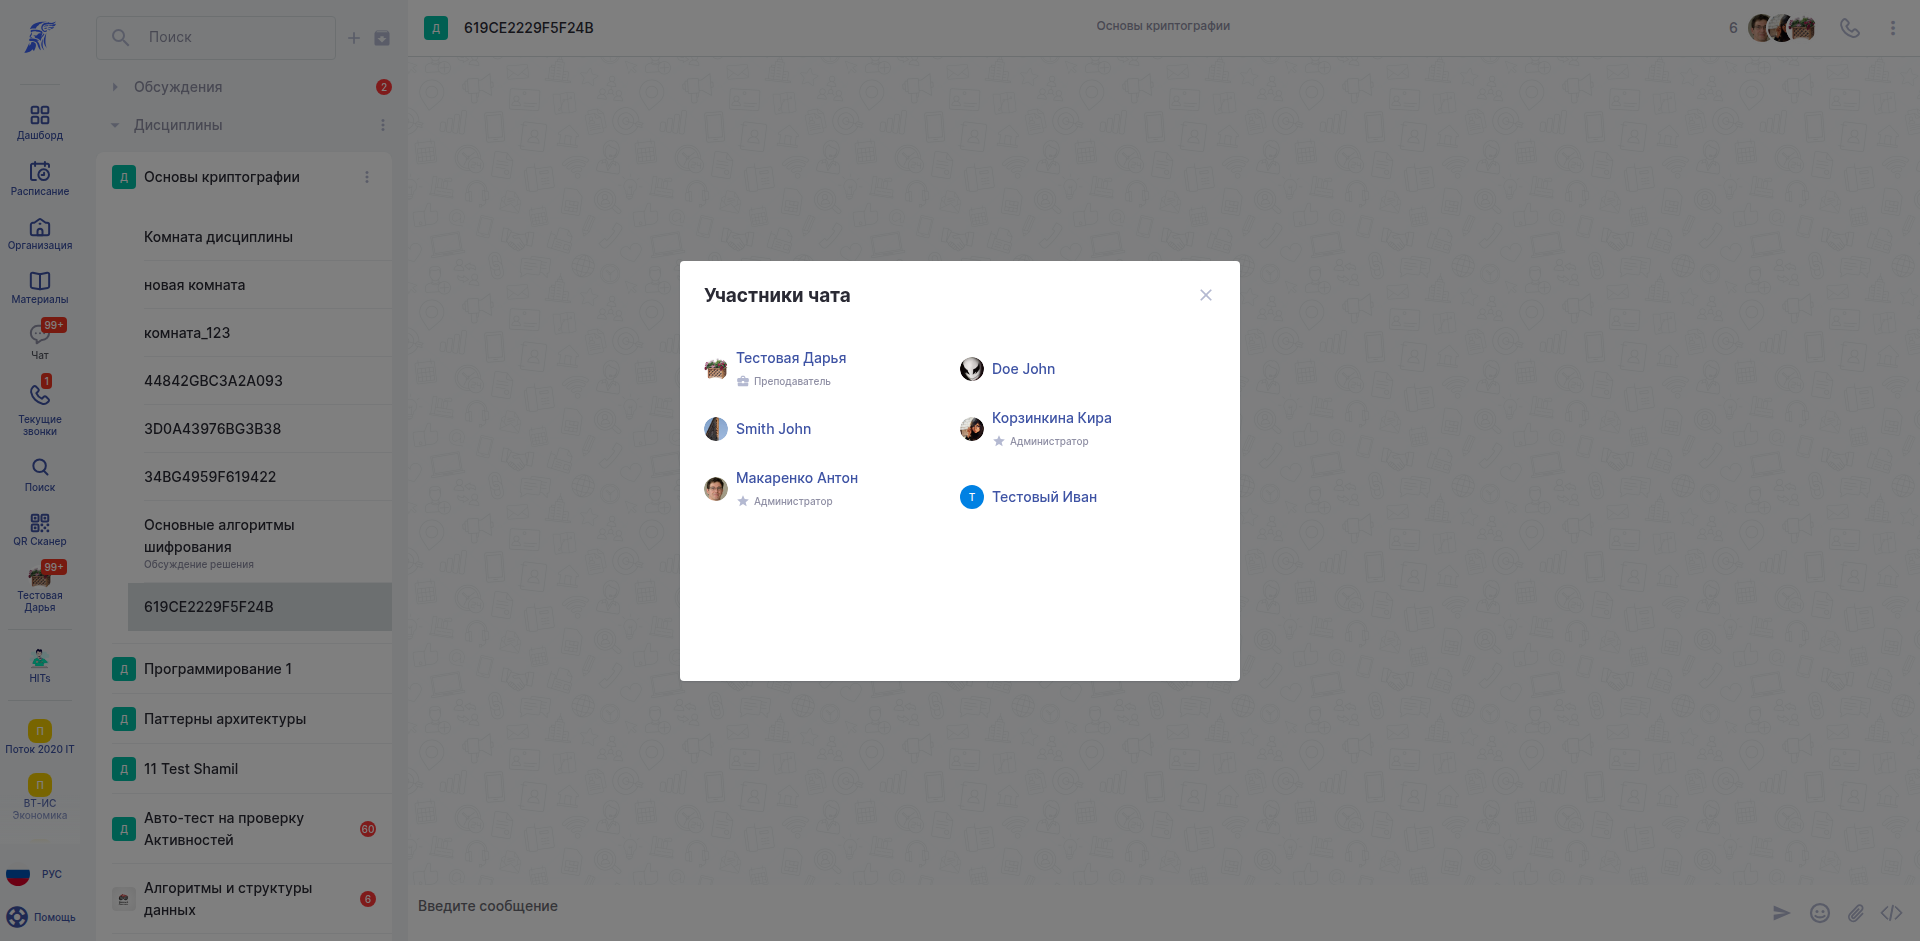 Дашборд
Расписание
Организация
Материалы
99+
Чат
1
Текущие
звонки
Поиск
QR Сканер
99+
Тестовая
Дарья
HITs
П
Поток 2020 IT
П
ВТ-ИС
Экономика
РУС
Помощь
Поиск
Обсуждения
2
Дисциплины
Д
Основы криптографии
Комната дисциплины
новая комната
комната_123
44842GBC3A2A093
3D0A43976BG3B38
34BG4959F619422
Основные алгоритмы
шифрования
Обсуждение решения
619CE2229F5F24B
Д
Программирование 1
Д
Паттерны архитектуры
Д
11 Test Shamil
Д
Авто-тест на проверку
Активностей
60
Алгоритмы и структуры
данных
6
Д
619CE2229F5F24B
Основы криптографии
6
Участники чата
Тестовая Дарья
Преподаватель
Doe John
Smith John
Корзинкина Кира
Администратор
Макаренко Антон
Администратор
Т
Тестовый Иван
Введите сообщение